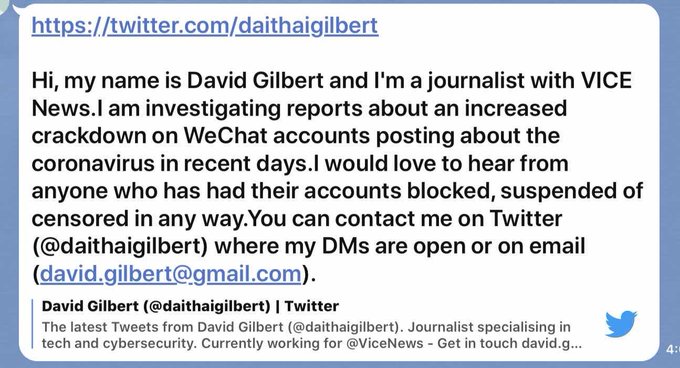 https://twitter.com/daithaigilbert
Hi, my name is David Gilbert and I'm a journalist with VICE
News.I am investigating reports about an increased
crackdown on WeChat accounts posting about the
coronavirus in recent days.I would love to hear from
anyone who has had their accounts blocked, suspended of
censored in any way.You can contact me on Twitter
(@daithaigilbert) where my DMs are open or on email
(david.gilbert@gmail.com).
David Gilbert (@daithaigilbert) | Twitter
The latest Tweets from David Gilbert (@daithaigilbert). Journalist specialising in
tech and cybersecurity. Currently working for @ViceNews - Get in touch david.g...